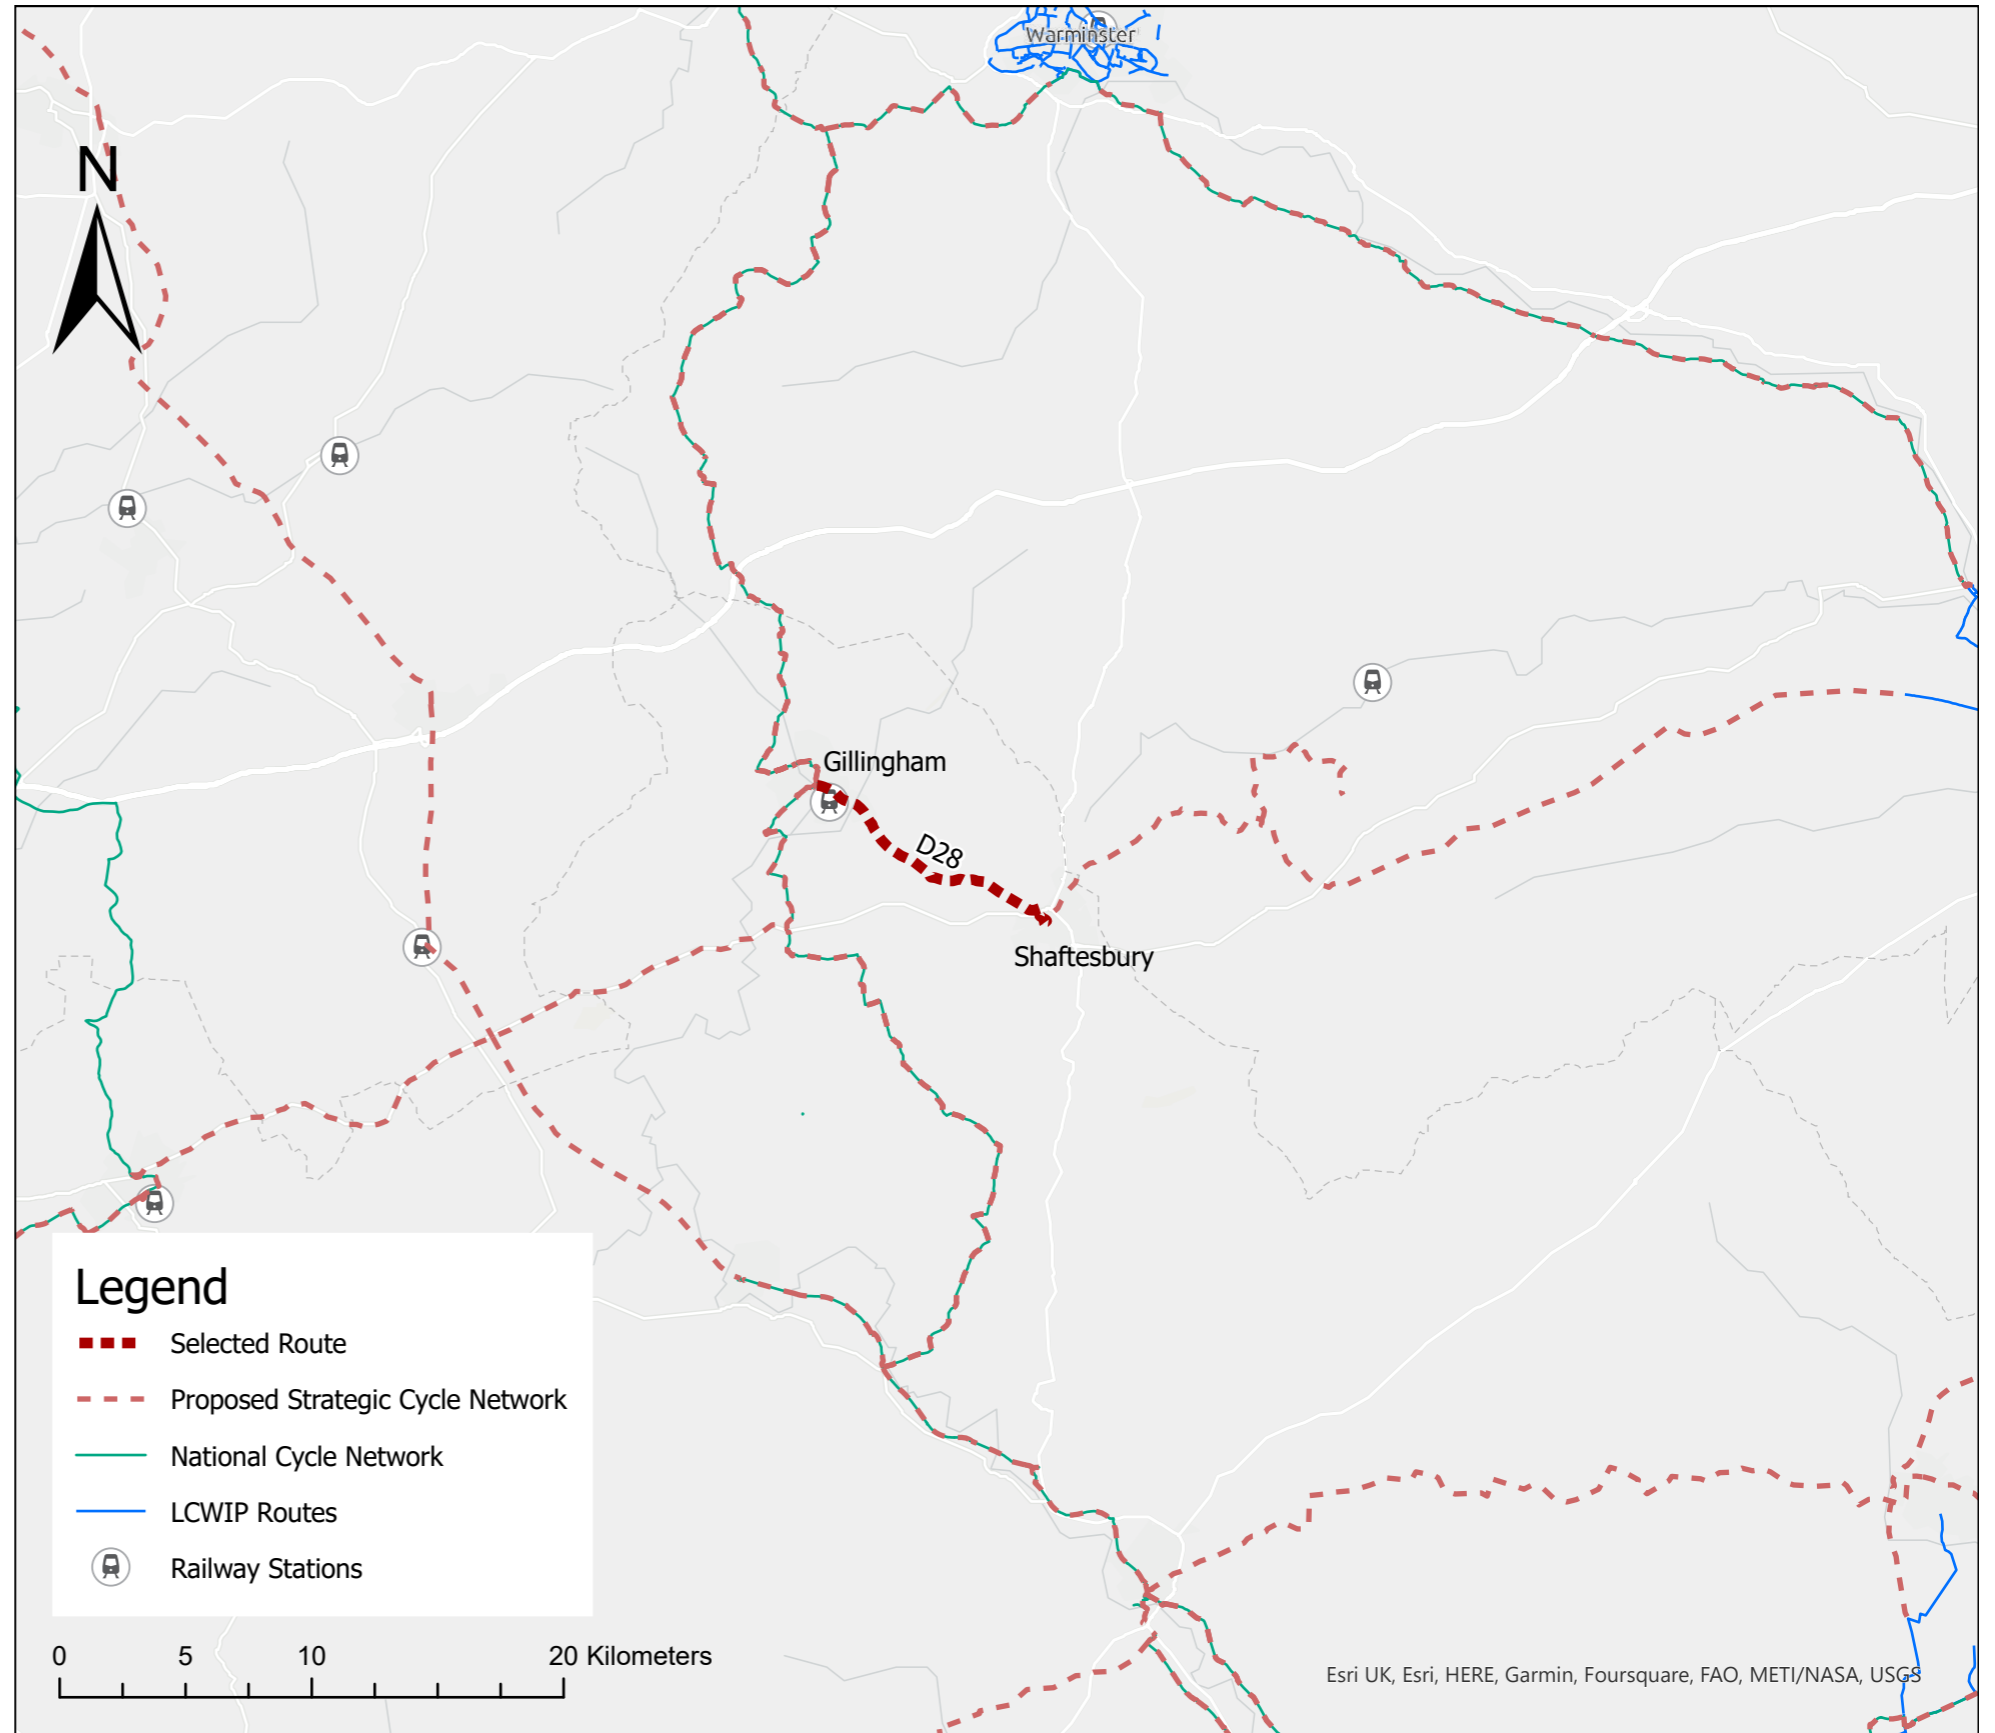 Warminster
N
Gillingham
D28
Shaftesbury
Legend
Selected Route
Proposed Strategic Cycle Network
National Cycle Network
LCWIP Routes
Railway Stations
0 5 10 20 Kilometers
Esri UK, Esri, HERE, Garmin, Foursquare, FAO, METI/NASA, USGS